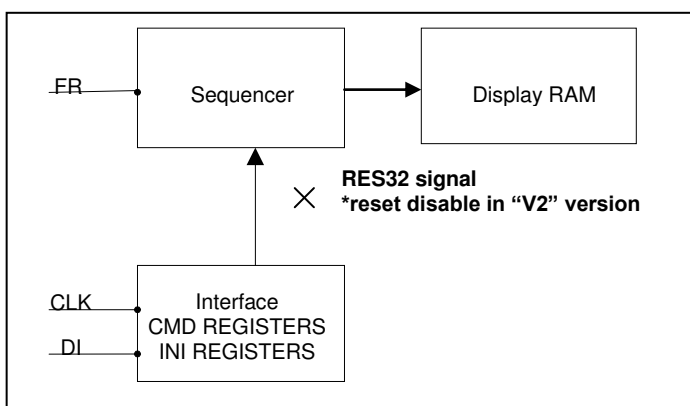 FR
Sequencer
Display RAM
RES32 signal
*reset disable in “V2” version
CLK
DI
Interface
CMD REGISTERS
INI REGISTERS